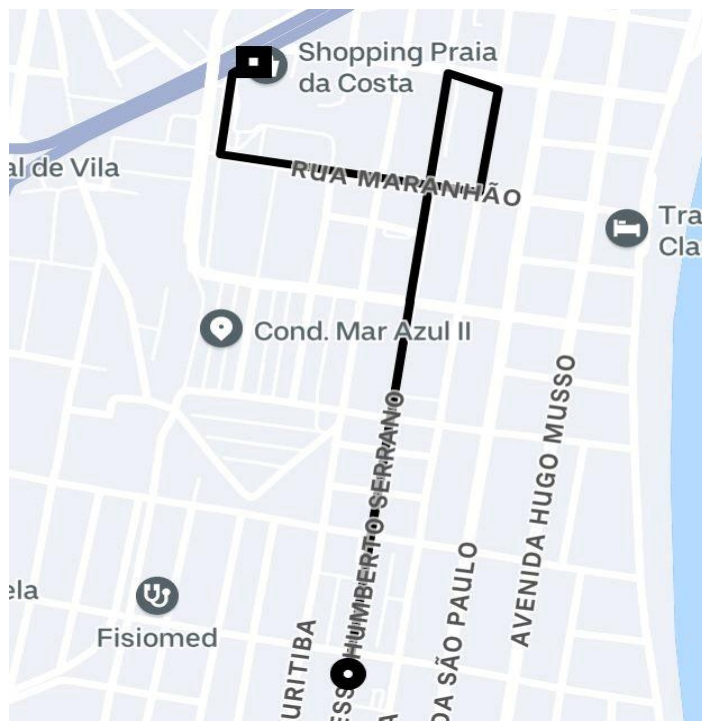 Shopping Praia
da Costa
al de Vila
RUA MARANHÃO
Tra
Cla
Cond. Mar Azul II
AVENIDA HUGO MUSSO
HUMBERTO SERRANO
ESS
DA SÃO PAULO
ela
Fisiomed
URITIBA
A